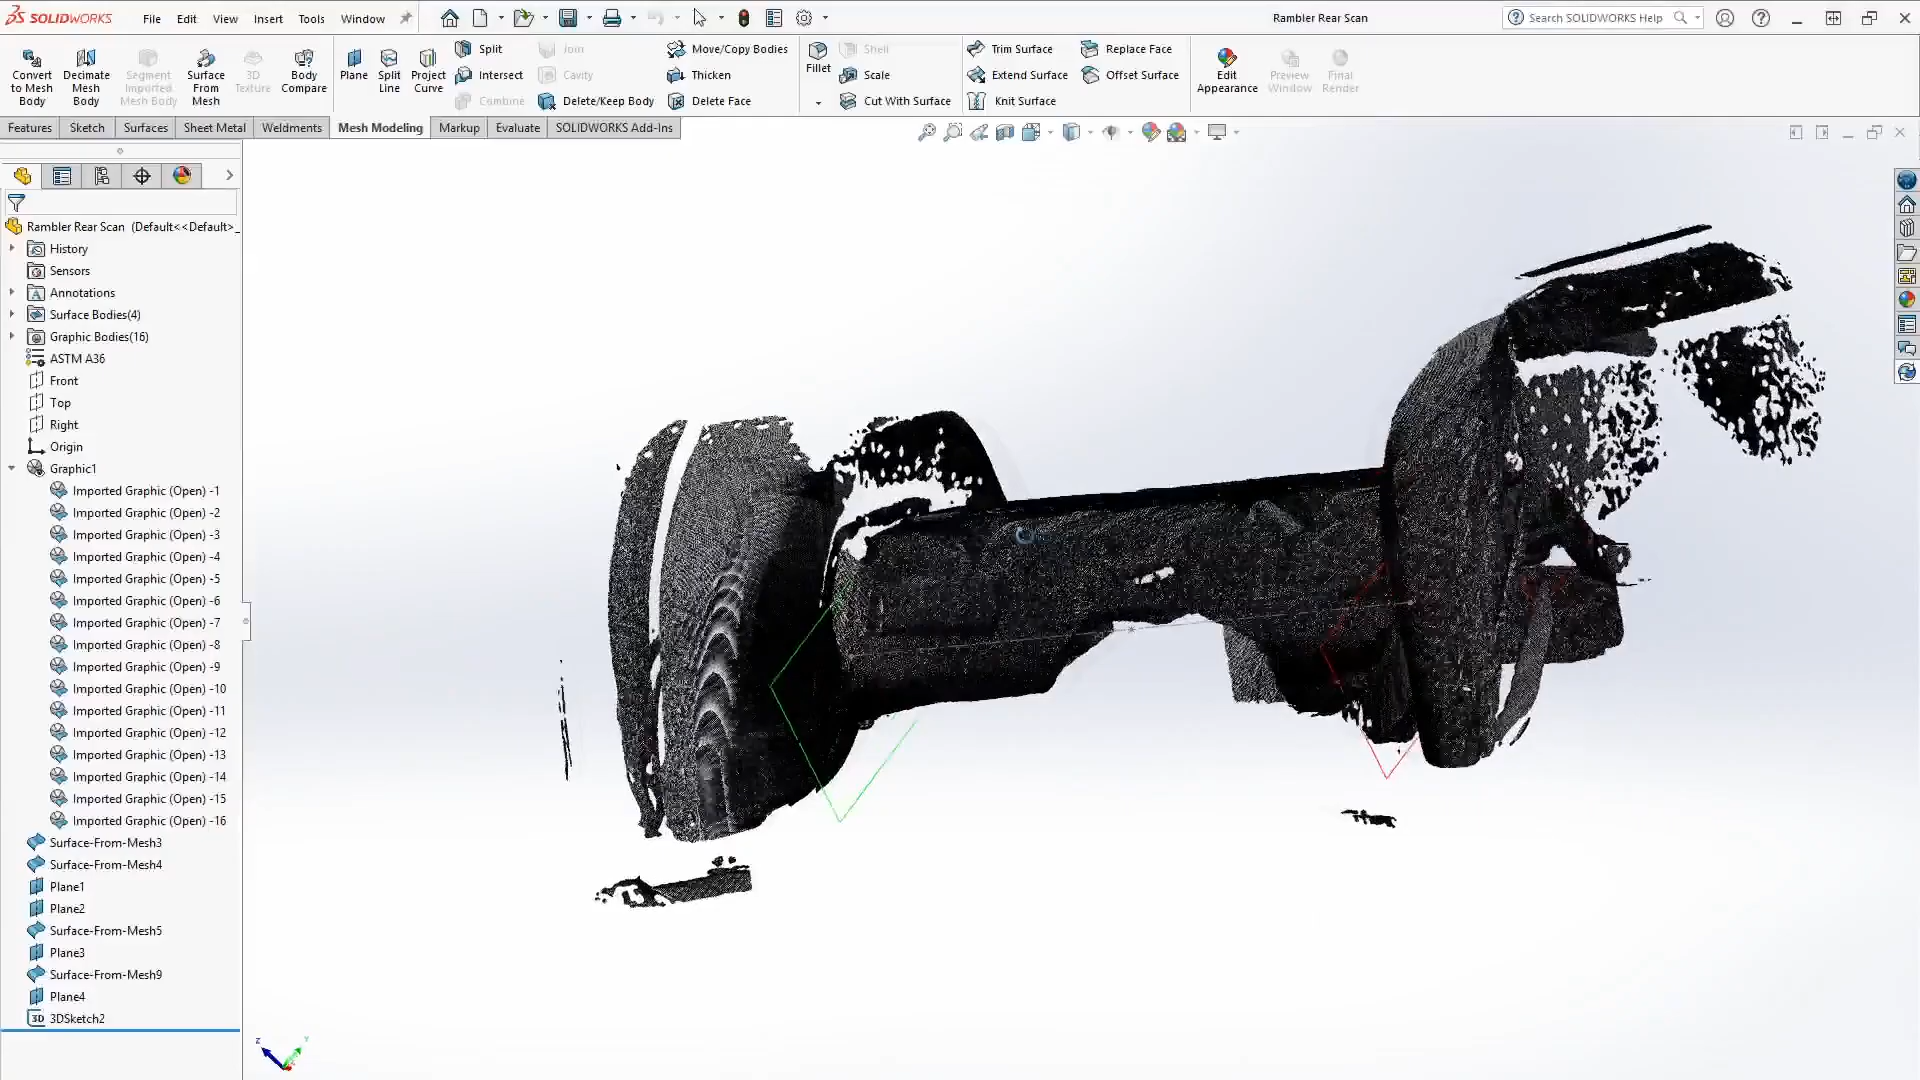 SOLIDWORKS File Edit View Insert Tools Window Rambler Rear Scan Search SOLIDWORKS Help
Convert to Mesh Body
Decimate Mesh Body
Segment Imported Mesh Body
Surface From Mesh
3D Texture
Body Compare
Plane
Split Line
Project Curve
Split
Intersect
Combine
Join
Cavity
Delete/Keep Body
Move/Copy Bodies
Thicken
Delete Face
Fillet
Shell
Scale
Cut With Surface
Trim Surface
Extend Surface
Knit Surface
Replace Face
Offset Surface
Edit Appearance
Preview Window
Final Render
Features Sketch Surfaces Sheet Metal Weldments Mesh Modeling Markup Evaluate SOLIDWORKS Add-Ins
Rambler Rear Scan (Default<<Default>_
History
Sensors
Annotations
Surface Bodies(4)
Graphic Bodies(16)
ASTM A36
Front
Top
Right
Origin
Graphic1
Imported Graphic (Open) -1
Imported Graphic (Open) -2
Imported Graphic (Open) -3
Imported Graphic (Open) -4
Imported Graphic (Open) -5
Imported Graphic (Open) -6
Imported Graphic (Open) -7
Imported Graphic (Open) -8
Imported Graphic (Open) -9
Imported Graphic (Open) -10
Imported Graphic (Open) -11
Imported Graphic (Open) -12
Imported Graphic (Open) -13
Imported Graphic (Open) -14
Imported Graphic (Open) -15
Imported Graphic (Open) -16
Surface-From-Mesh3
Surface-From-Mesh4
Plane1
Plane2
Surface-From-Mesh5
Plane3
Surface-From-Mesh9
Plane4
3D 3DSketch2
Z Y